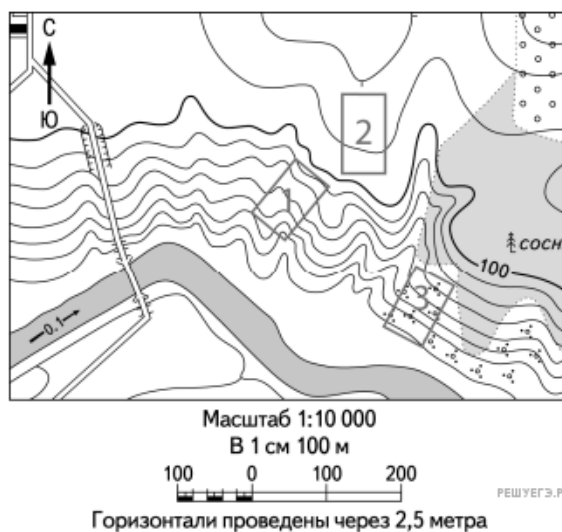 С
Ю
2
1
сосн
100
3
0,1
Масштаб 1:10 000
В 1 см 100 м
100 0 100 200
РЕШУЕГЭ.Р
Горизонтали проведены через 2,5 метра